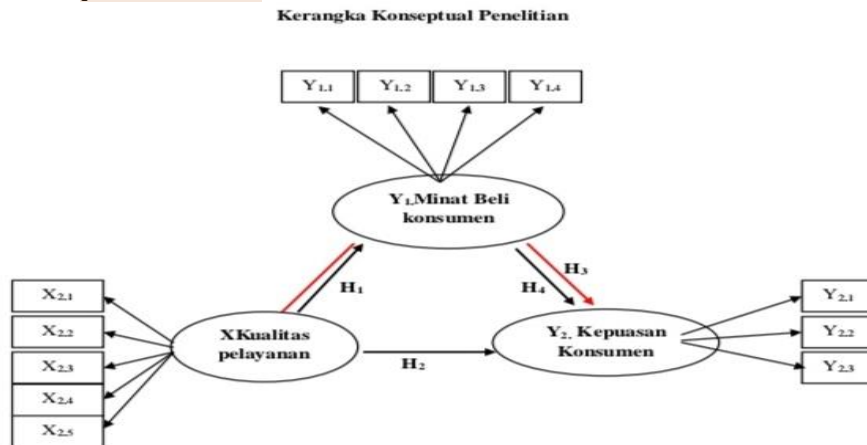 Kerangka Konseptual Penelitian
Y1.1 Y1.2 Y1.3 Y1.4
Y1.Minat Beli
konsumen
H1
H3
H4
X2.1
X2.2
X2.3
X2.4
X2.5
XKualitas
pelayanan
H2
Y2. Kepuasan
Konsumen
Y2.1
Y2.2
Y2.3